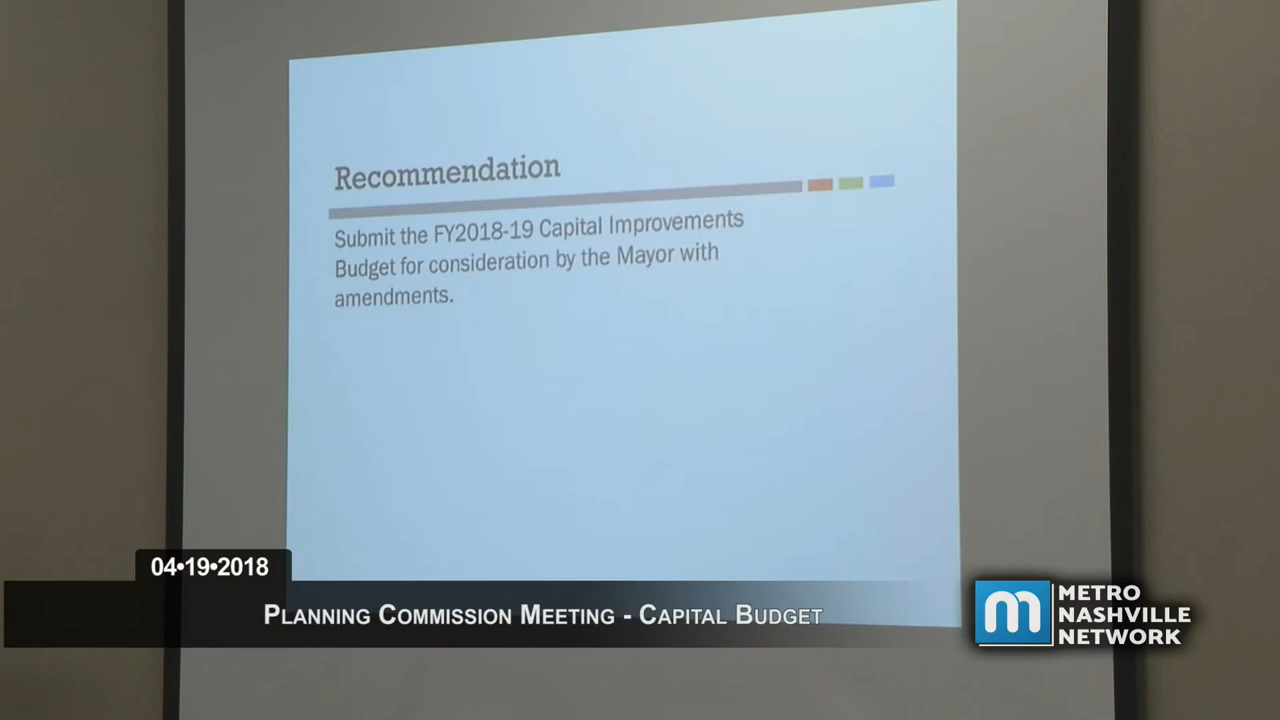 Recommendation
Submit the FY2018-19 Capital Improvements
Budget for consideration by the Mayor with
amendments.
04•19•2018
PLANNING COMMISSION MEETING - CAPITAL BUDGET
m
METRO
NASHVILLE
NETWORK